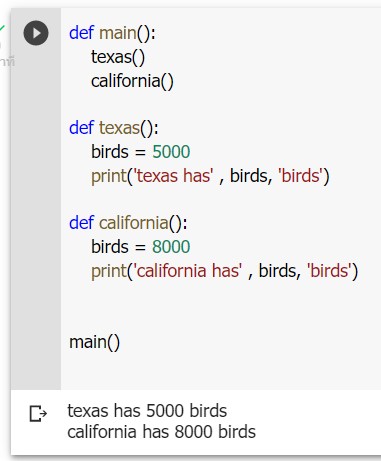 def main():
    texas()
    california()
def texas():
    birds = 5000
    print('texas has' , birds, 'birds')
def california():
    birds = 8000
    print('california has' , birds, 'birds')
main()
texas has 5000 birds
california has 8000 birds